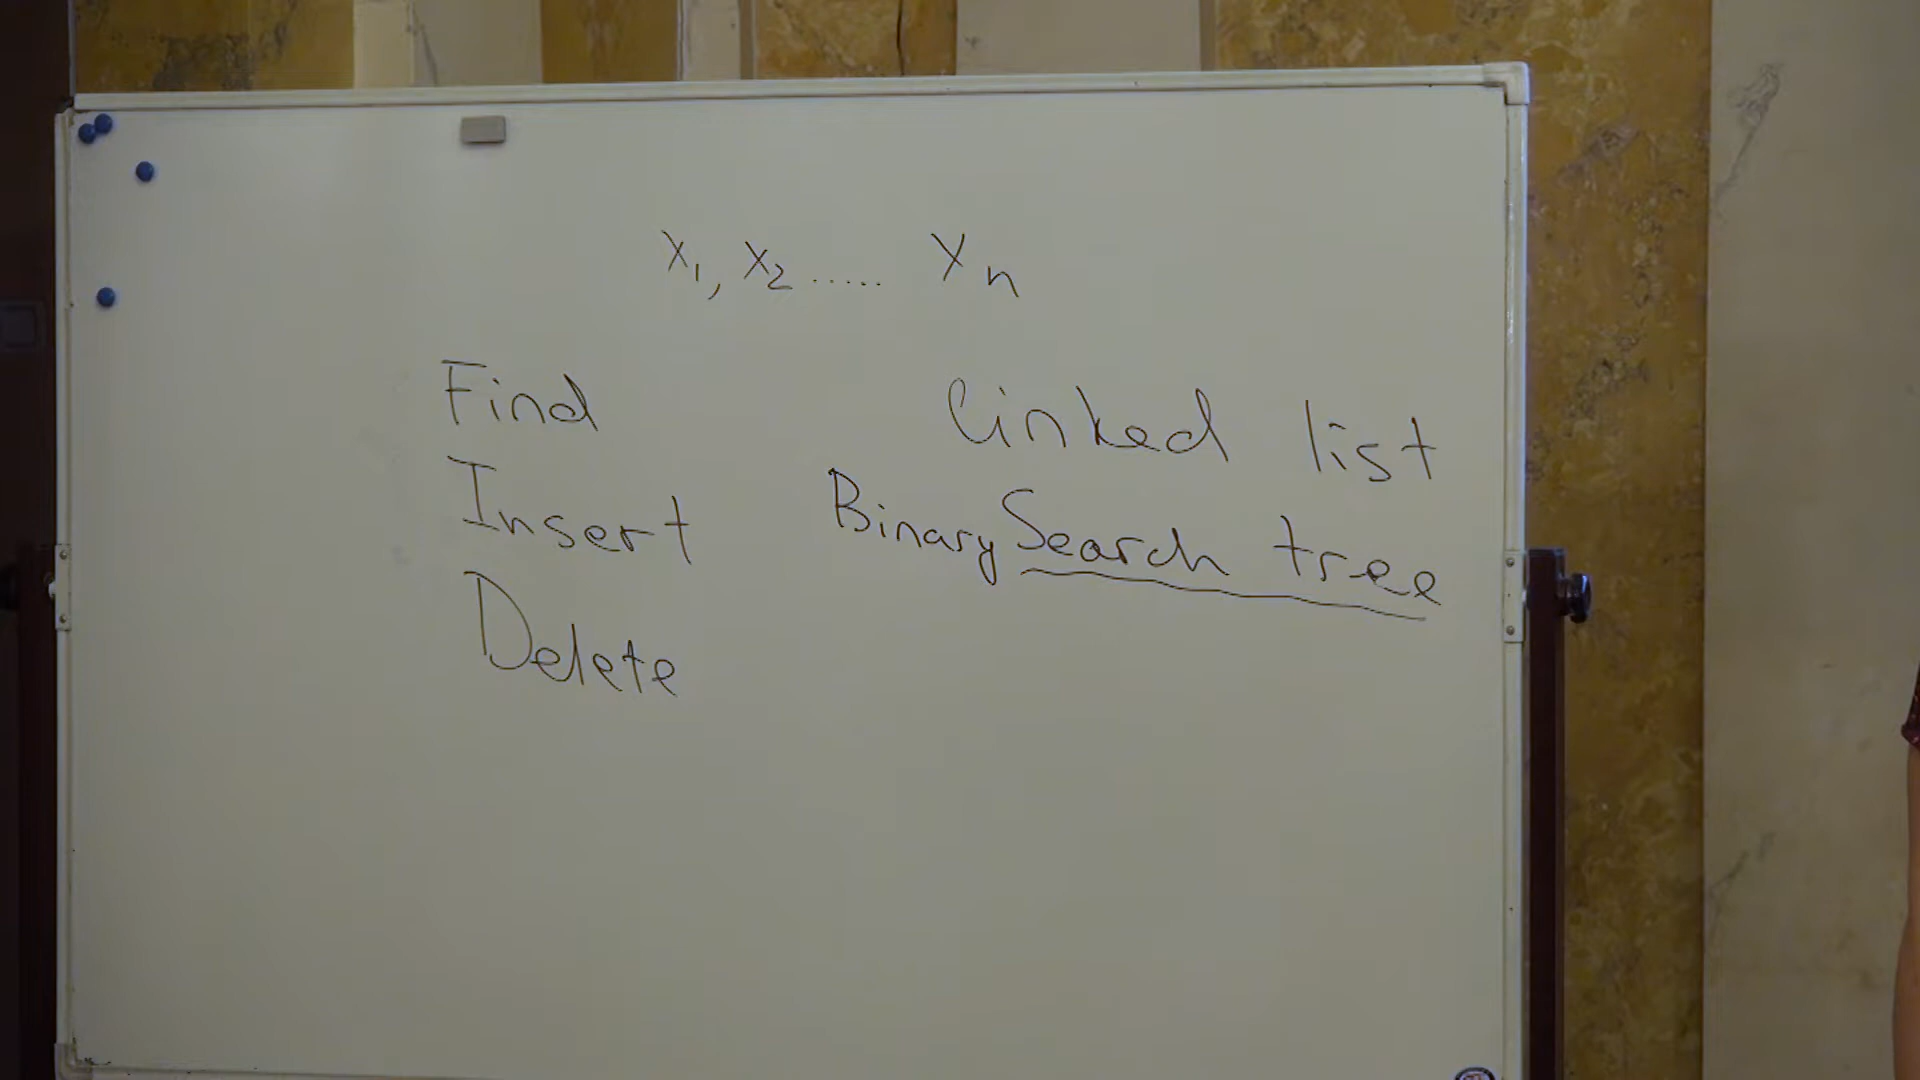 x₁, x₂ ..... xₙ
Find
Linked list
Insert
Binary Search tree
Delete